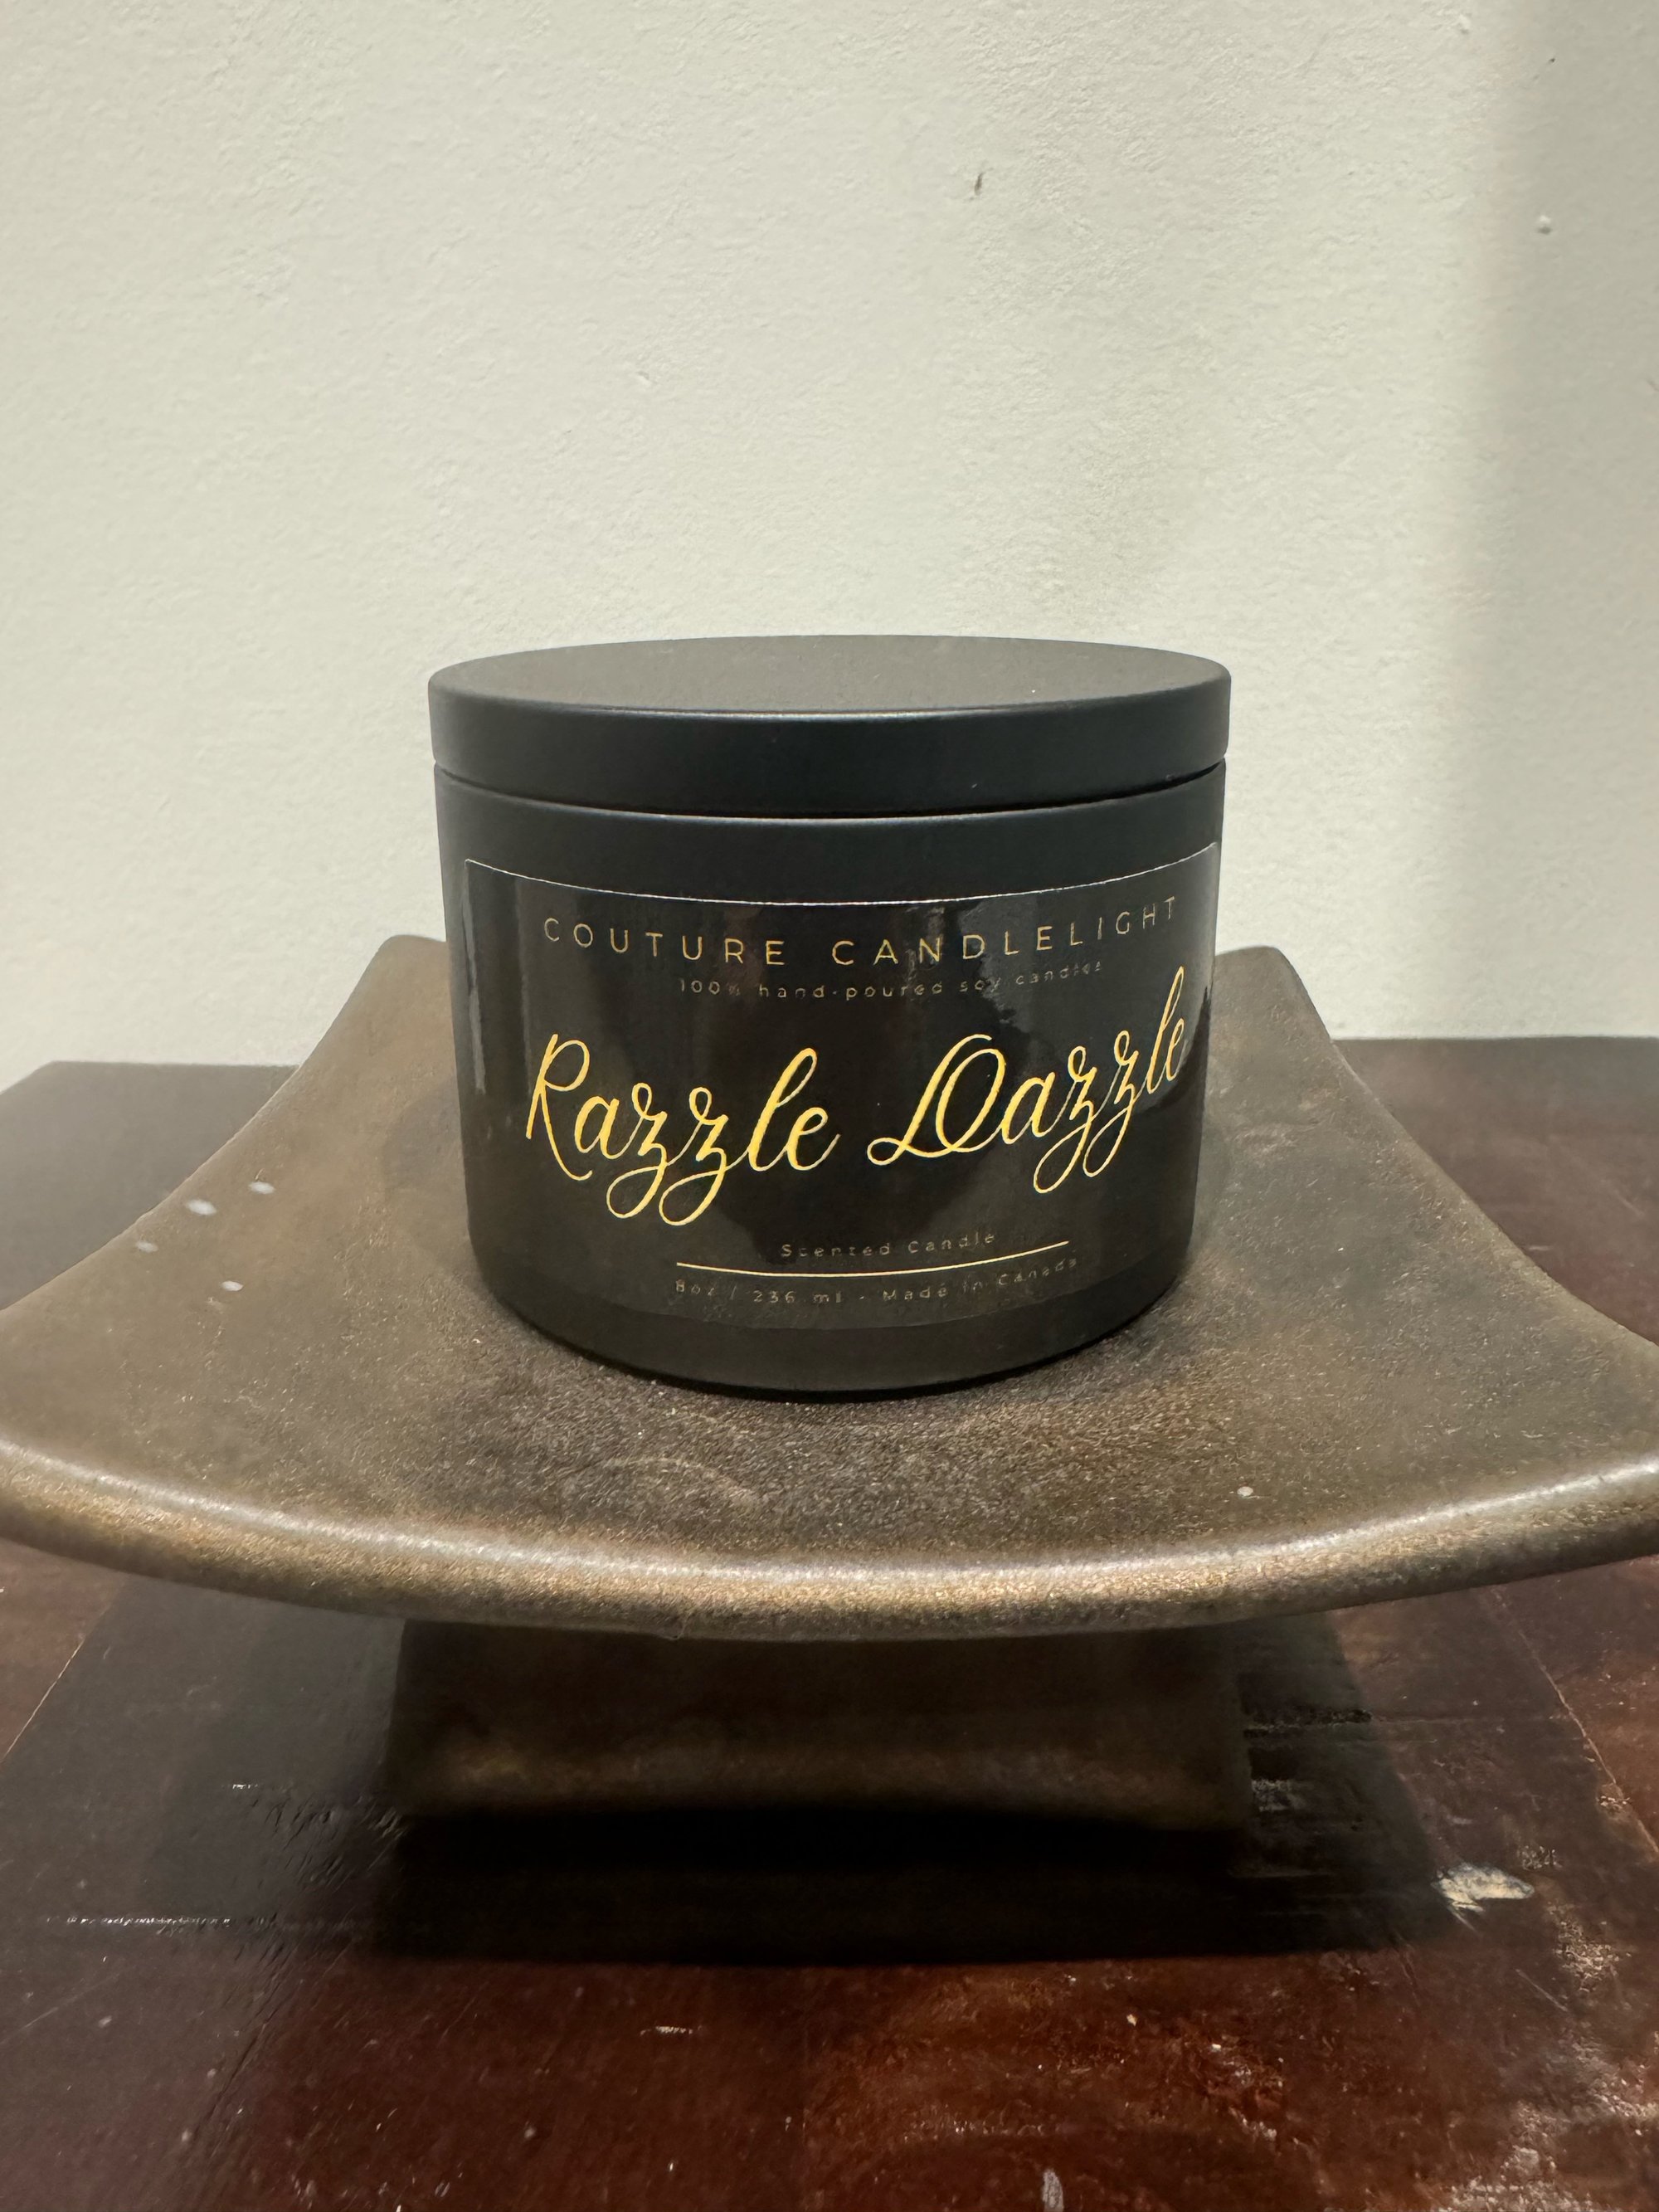 COUTURE CANDLELIGHT
100% hand-poured soy candles
Razzle Dazzle
Scented Candle
8oz / 236 ml - Made in Canada